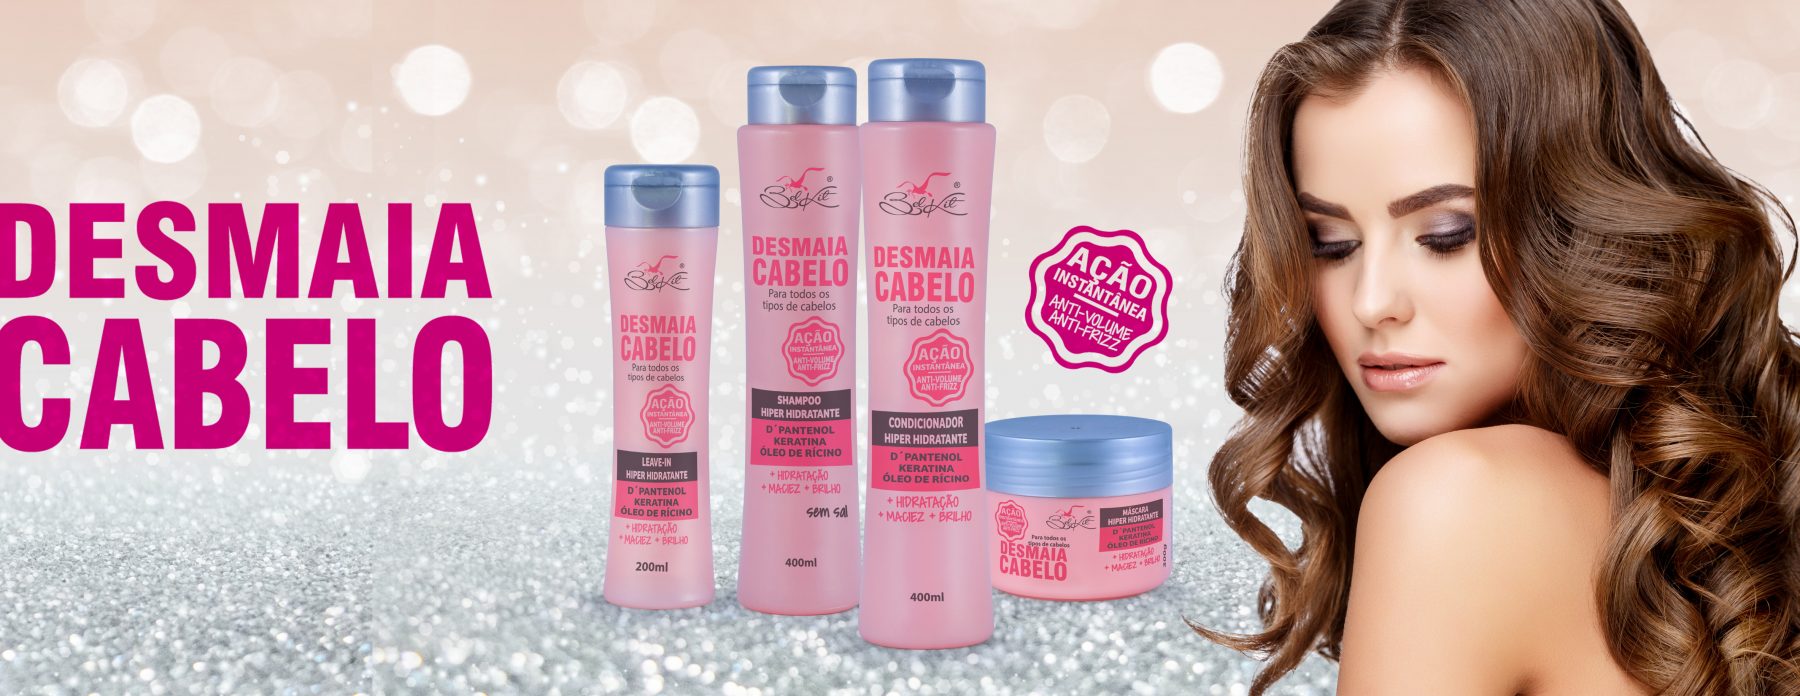 DESMAIA
CABELO
BelKit ®
DESMAIA
CABELO
Para todos os
tipos de cabelos
AÇÃO
INSTANTÂNEA
ANTI-VOLUME
ANTI-FRIZZ
LEAVE-IN
HIPER HIDRATANTE
D´PANTENOL
KERATINA
ÓLEO DE RÍCINO
+ HIDRATAÇÃO
+ MACIEZ + BRILHO
200ml
BelKit ®
DESMAIA
CABELO
Para todos os
tipos de cabelos
AÇÃO
INSTANTÂNEA
ANTI-VOLUME
ANTI-FRIZZ
SHAMPOO
HIPER HIDRATANTE
D´PANTENOL
KERATINA
ÓLEO DE RÍCINO
+ HIDRATAÇÃO
+ MACIEZ + BRILHO
sem sal
400ml
BelKit ®
DESMAIA
CABELO
Para todos os
tipos de cabelos
AÇÃO
INSTANTÂNEA
ANTI-VOLUME
ANTI-FRIZZ
CONDICIONADOR
HIPER HIDRATANTE
D´PANTENOL
KERATINA
ÓLEO DE RÍCINO
+ HIDRATAÇÃO
+ MACIEZ + BRILHO
400ml
AÇÃO
INSTANTÂNEA
ANTI-VOLUME
ANTI-FRIZZ
AÇÃO
BelKit
Para todos os
tipos de cabelos
DESMAIA
CABELO
MÁSCARA
HIPER HIDRATANTE
D´PANTENOL
KERATINA
ÓLEO DE RÍCINO
+ HIDRATAÇÃO
+ MACIEZ + BRILHO